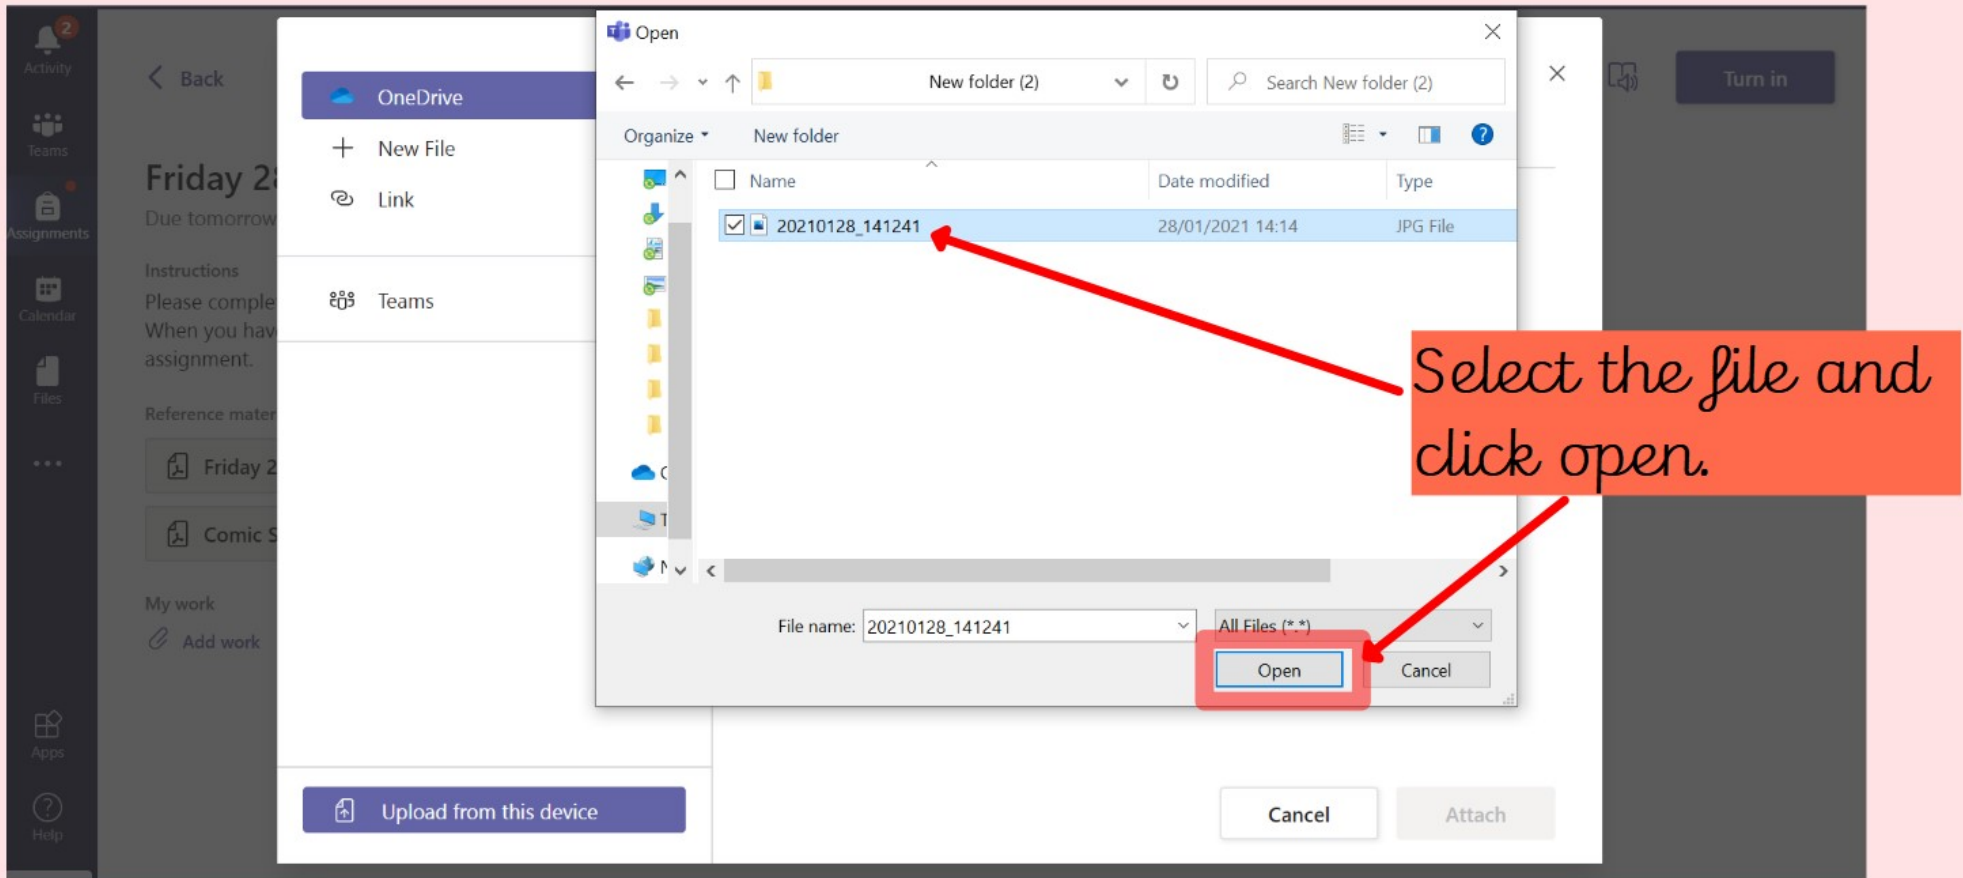 2
Activity
Teams
Assignments
Calendar
Files
Apps
Help
Back
Turn in
Friday 2
Due tomorrow
Instructions
Please comple
When you hav
assignment.
Reference mater
Friday 2
Comic S
My work
Add work
OneDrive
New File
Link
Teams
Upload from this device
Cancel
Attach
Open
New folder (2)
Search New folder (2)
Organize
New folder
Name Date modified Type
20210128_141241 28/01/2021 14:14 JPG File
File name: 20210128_141241
All Files (*.*)
Open
Cancel
Select the file and
click open.